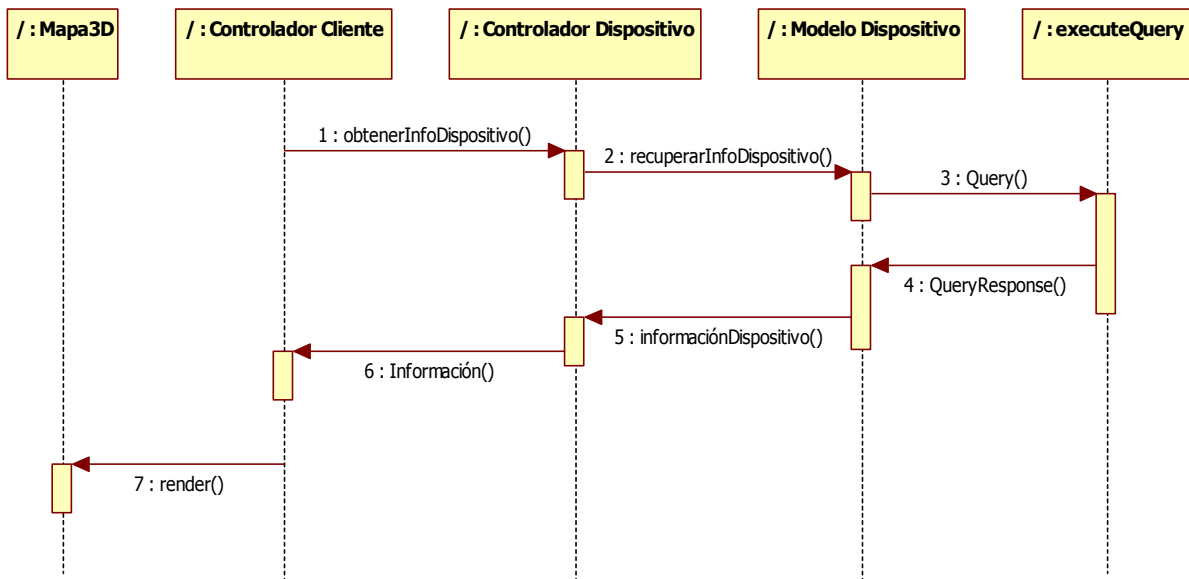 / : Mapa3D
/ : Controlador Cliente
/ : Controlador Dispositivo
/ : Modelo Dispositivo
/ : executeQuery
1 : obtenerInfoDispositivo()
2 : recuperarInfoDispositivo()
3 : Query()
4 : QueryResponse()
5 : informaciónDispositivo()
6 : Información()
7 : render()